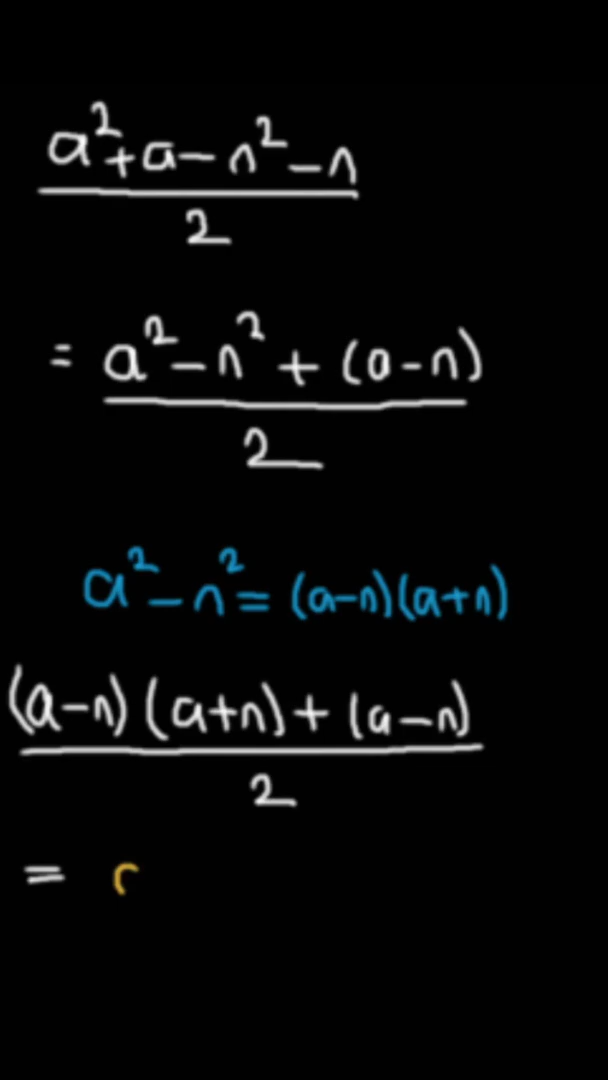 a²+a-n²-n
2
= a²-n²+(a-n)
2
a²-n²=(a-n)(a+n)
(a-n)(a+n)+(a-n)
2
=